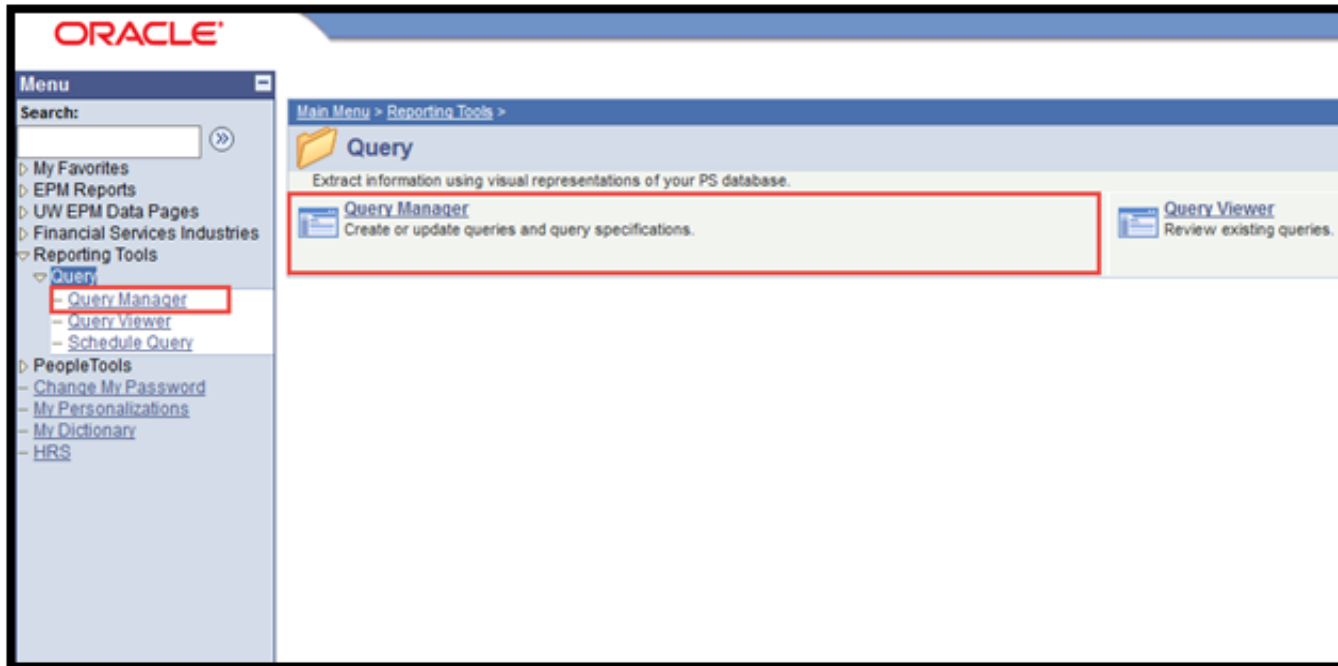 ORACLE
Menu
Search:
My Favorites
EPM Reports
UW EPM Data Pages
Financial Services Industries
Reporting Tools
Query
Query Manager
Query Viewer
Schedule Query
PeopleTools
Change My Password
My Personalizations
My Dictionary
HRS
Main Menu > Reporting Tools >
Query
Extract information using visual representations of your PS database.
Query Manager
Create or update queries and query specifications.
Query Viewer
Review existing queries.